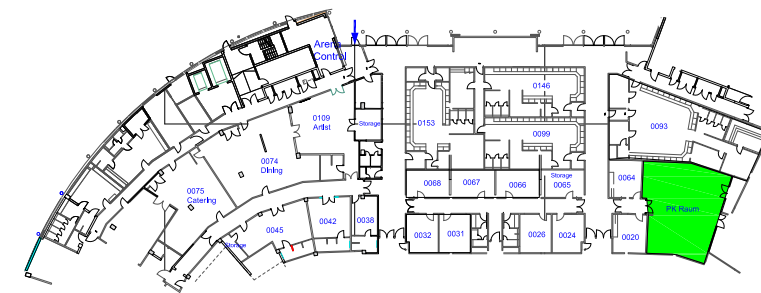 Arena
Control
0146
0109
Artist
Storage
0153
0099
0093
0074
Dining
0075
Catering
0068
0067
0066
Storage
0065
0064
PK Raum
0045
Storage
0042
0038
0032
0031
0026
0024
0020